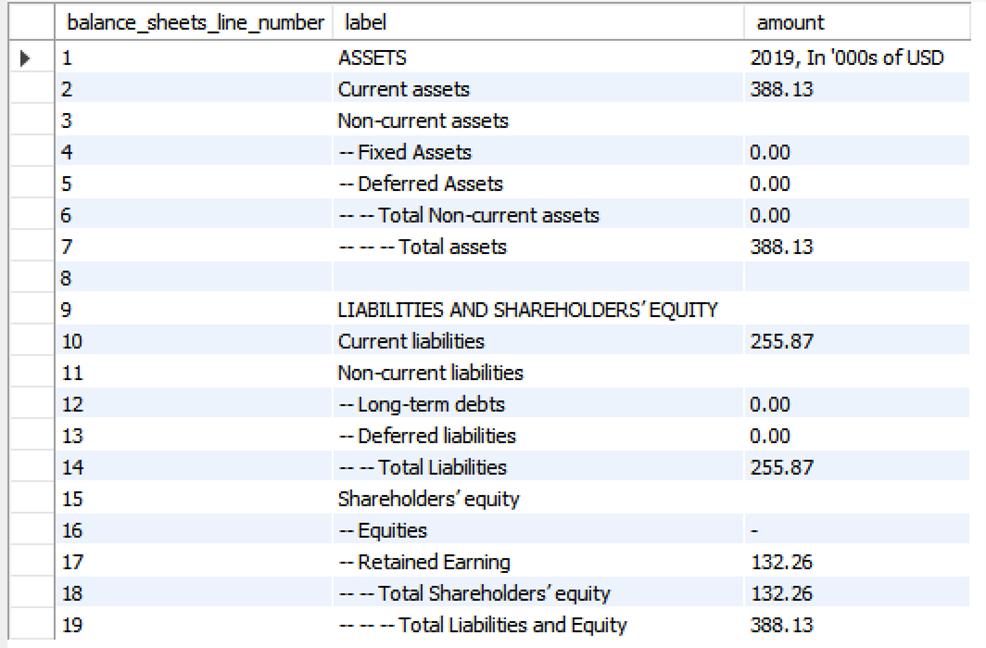 balance_sheets_line_number label amount
1 ASSETS 2019, In '000s of USD
2 Current assets 388.13
3 Non-current assets
4 -- Fixed Assets 0.00
5 -- Deferred Assets 0.00
6 -- -- Total Non-current assets 0.00
7 -- -- -- Total assets 388.13
8
9 LIABILITIES AND SHAREHOLDERS’ EQUITY
10 Current liabilities 255.87
11 Non-current liabilities
12 -- Long-term debts 0.00
13 -- Deferred liabilities 0.00
14 -- -- Total Liabilities 255.87
15 Shareholders’ equity
16 -- Equities -
17 -- Retained Earning 132.26
18 -- -- Total Shareholders’ equity 132.26
19 -- -- -- Total Liabilities and Equity 388.13